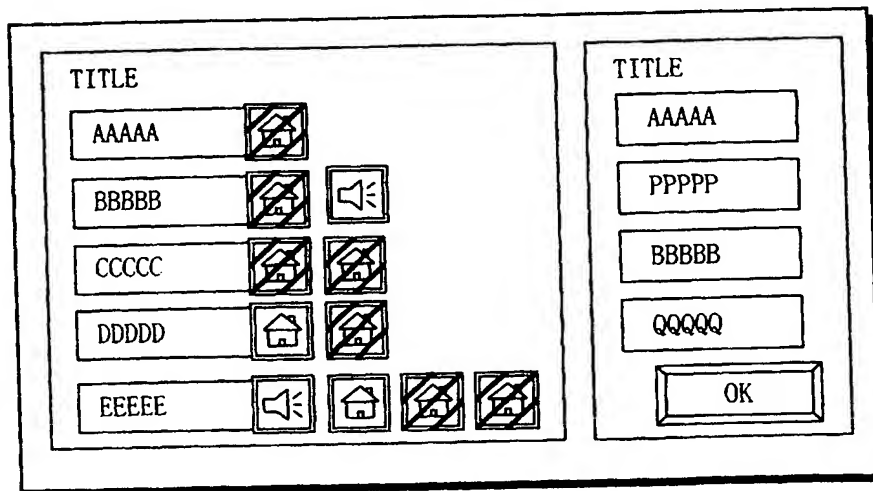 TITLE
AAAAA
BBBBB
CCCCC
DDDDD
EEEEE
TITLE
AAAAA
PPPPP
BBBBB
QQQQQ
OK